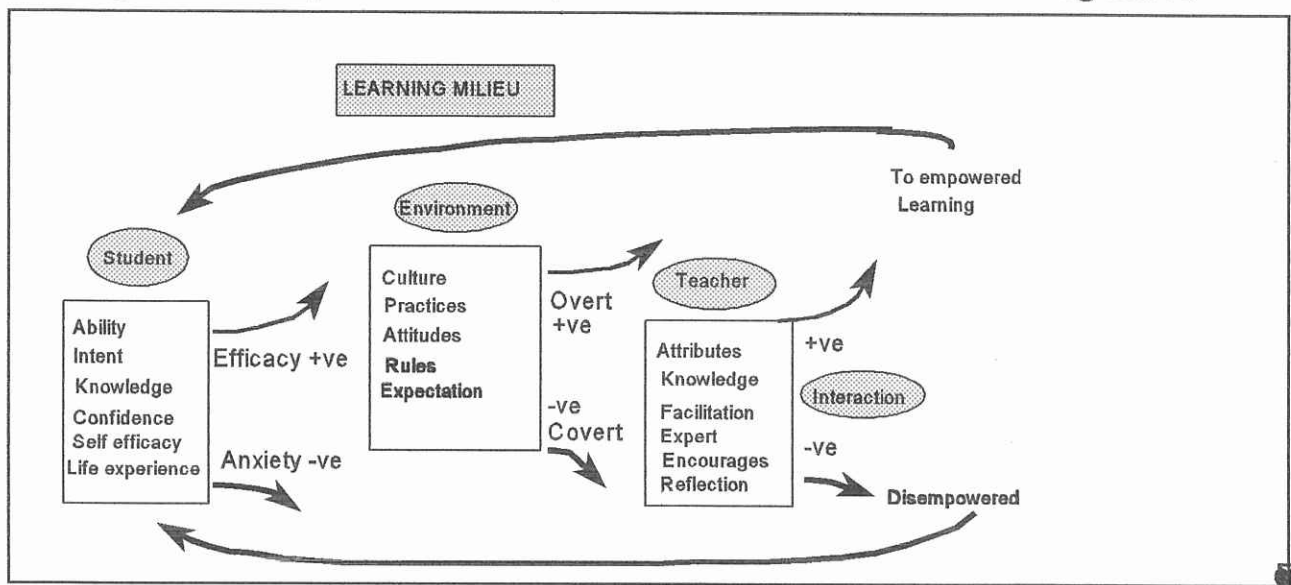 LEARNING MILIEU
To empowered
Learning
Environment
Student
Culture
Practices
Attitudes
Rules
Expectation
Overt
+ve
-ve
Covert
Teacher
Ability
Intent
Knowledge
Confidence
Self efficacy
Life experience
Efficacy +ve
Anxiety -ve
Attributes
Knowledge
Facilitation
Expert
Encourages
Reflection
+ve
Interaction
-ve
Disempowered